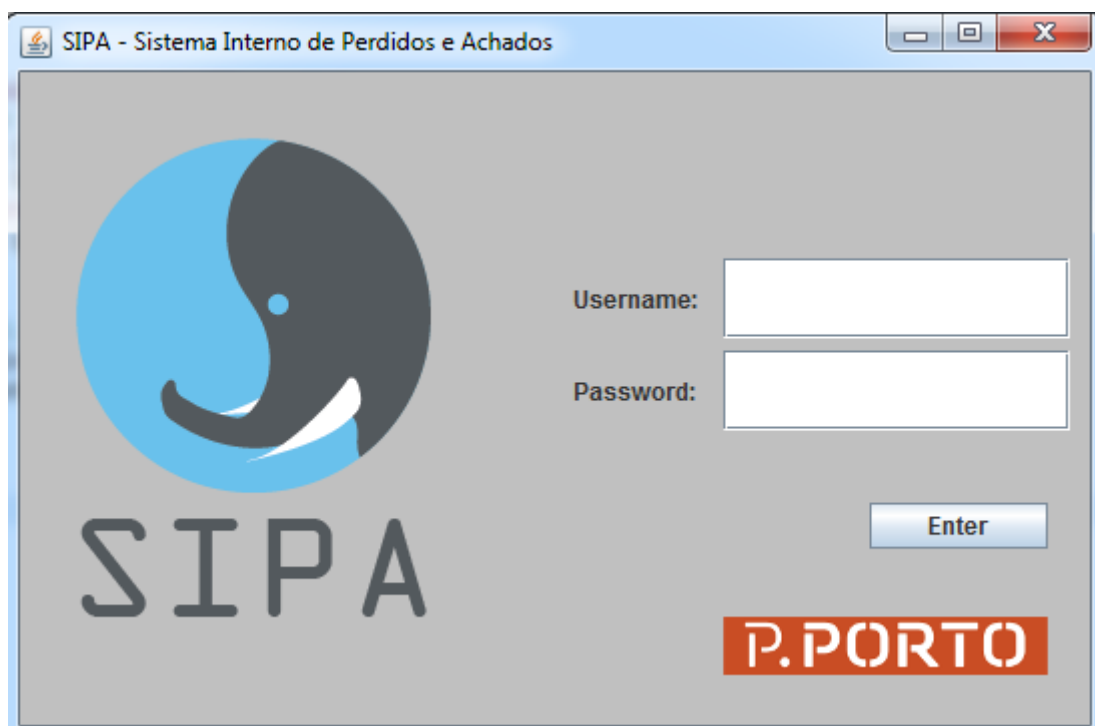 SIPA - Sistema Interno de Perdidos e Achados
Username:
Password:
Enter
SIPA
P.PORTO